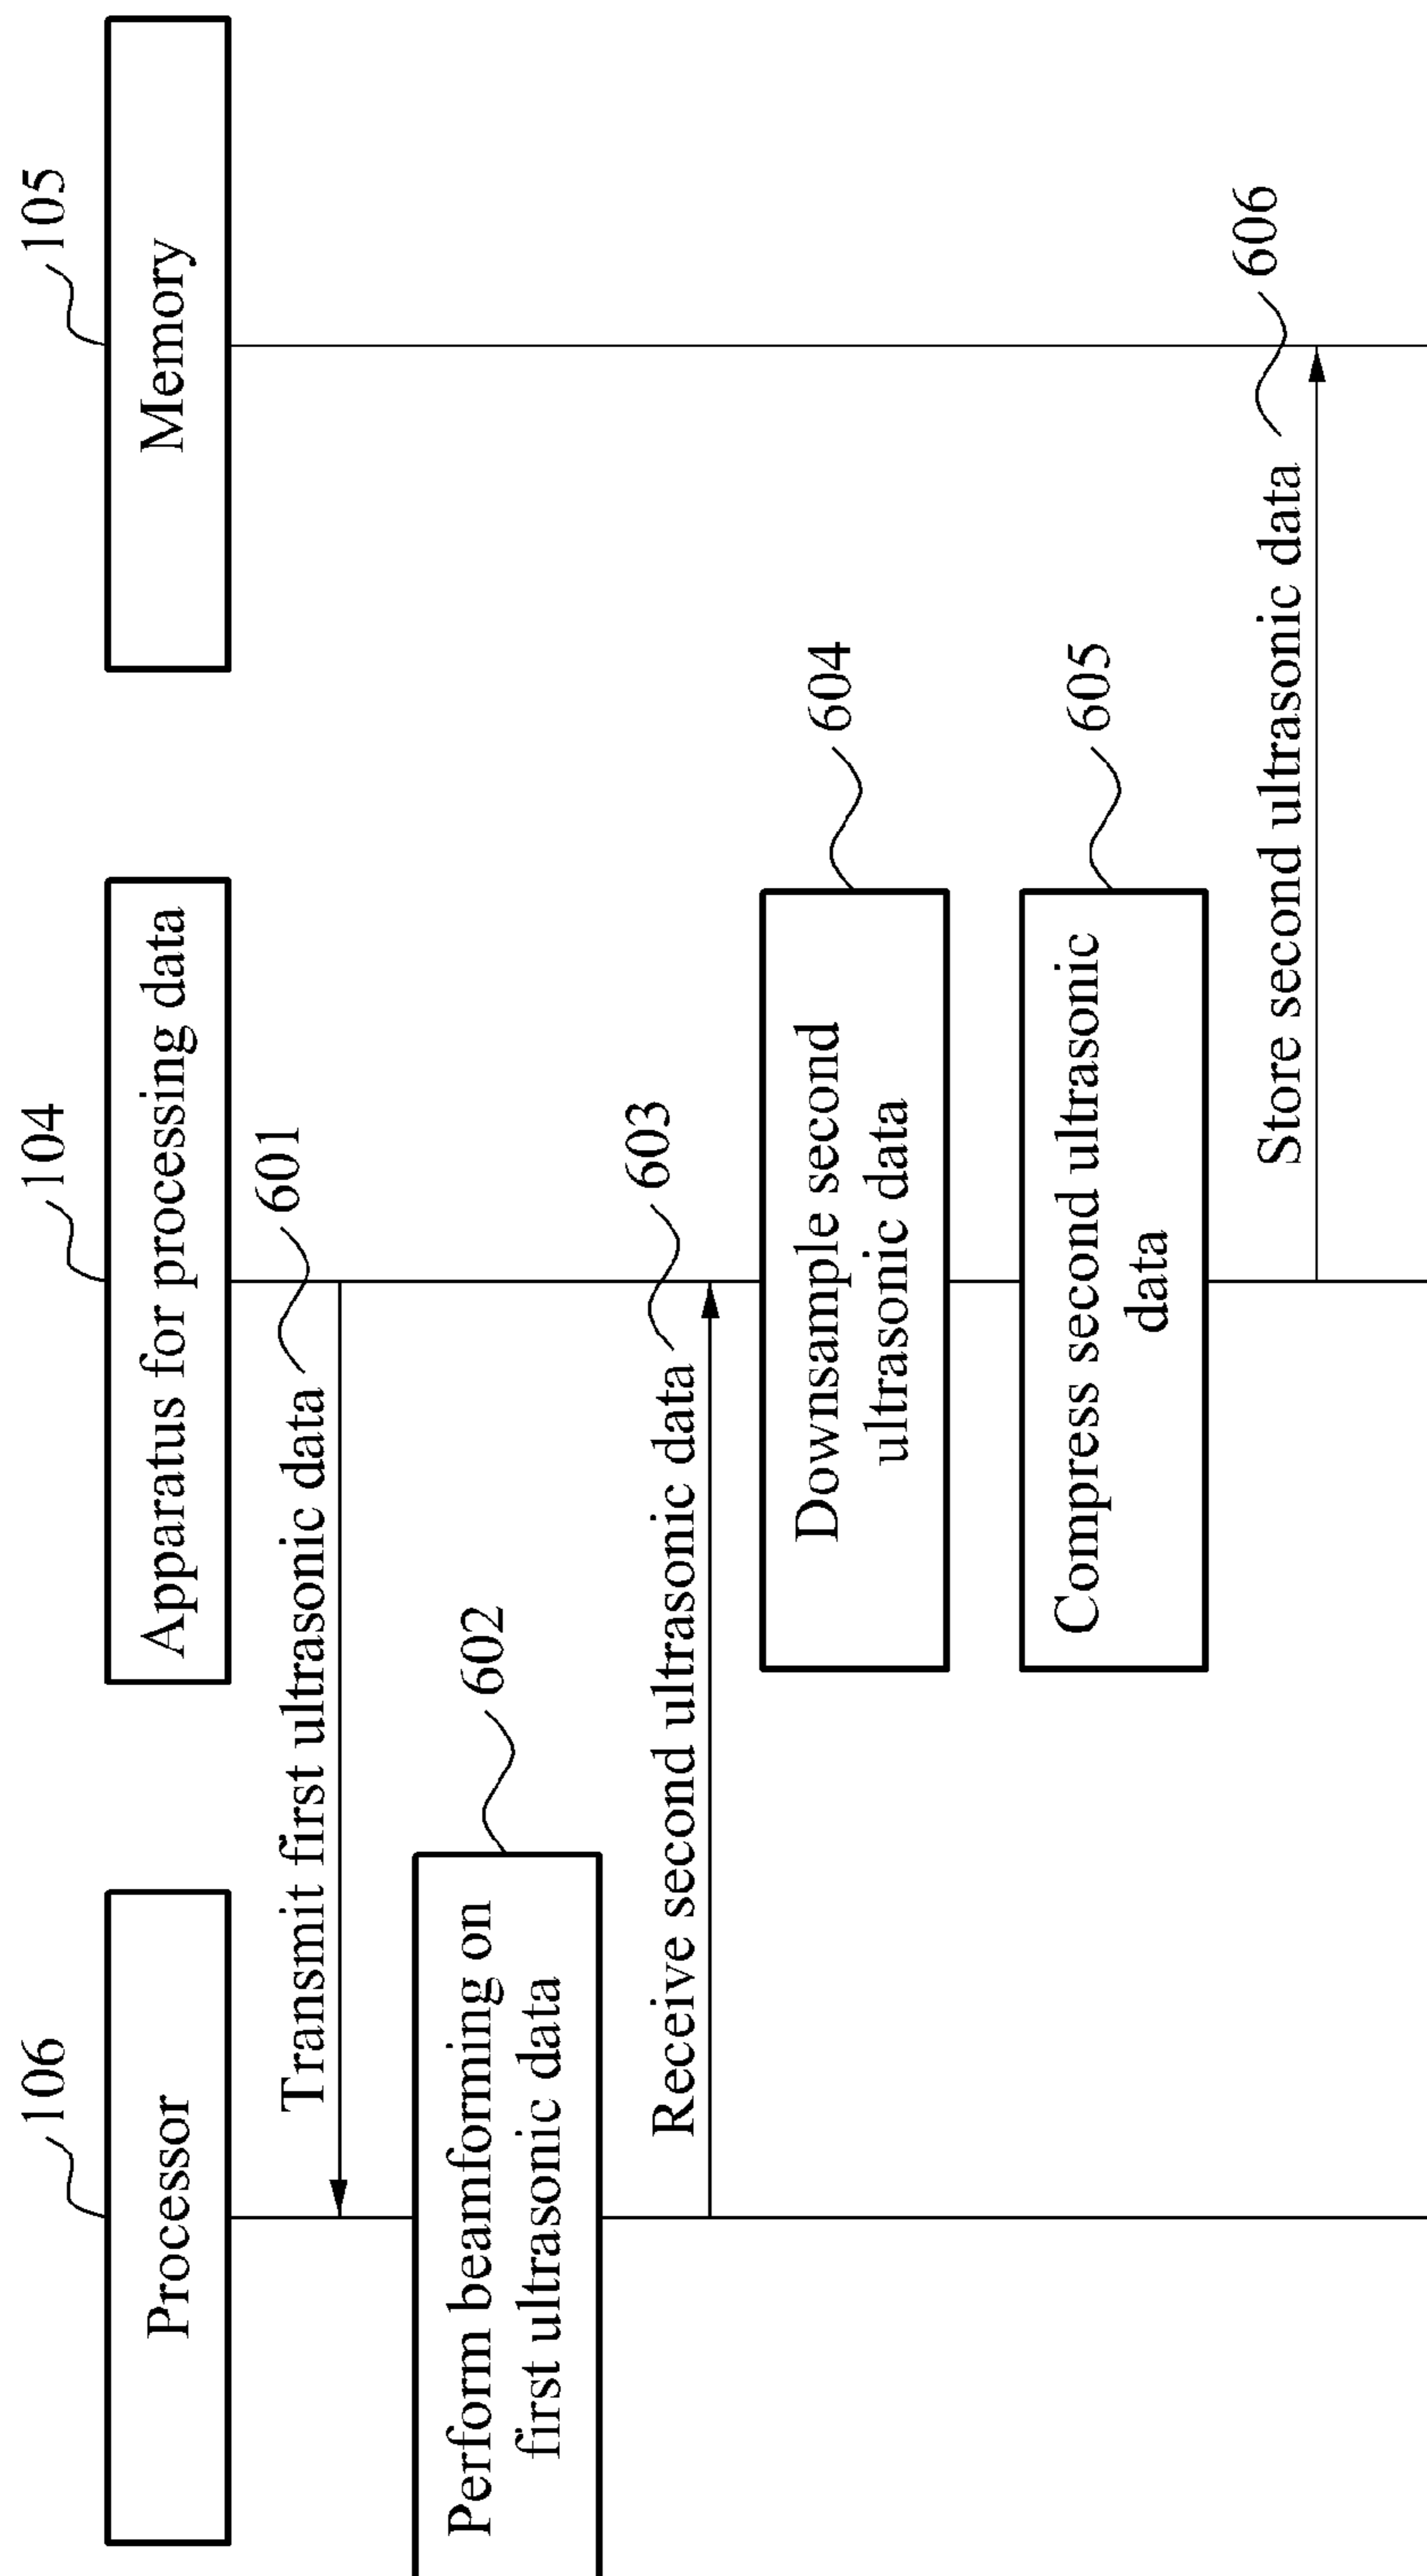 106
104
105
Processor
Apparatus for processing data
Memory
601
Transmit first ultrasonic data
602
Perform beamforming on
first ultrasonic data
603
Receive second ultrasonic data
604
Downsample second
ultrasonic data
605
Compress second ultrasonic
data
606
Store second ultrasonic data